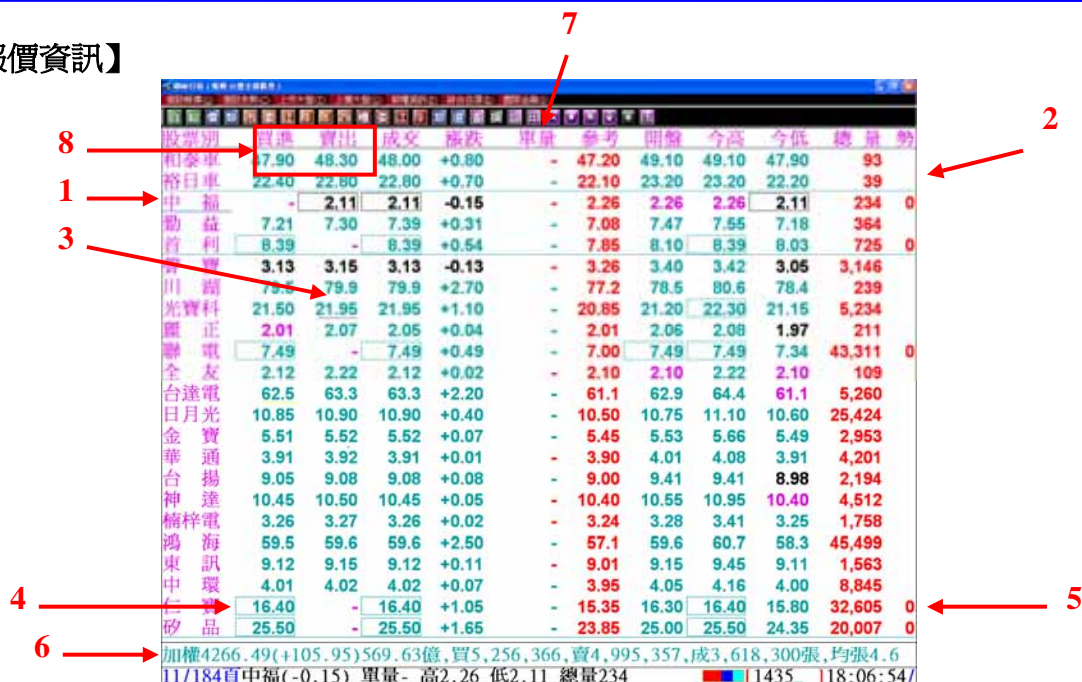 報價資訊】
7
8
1
3
2
4
5
6
股票別 買進 賣出 成交 漲跌 單量 參考 開盤 今高 今低 總量 勢
和泰車 47.90 48.30 48.00 +0.80 - 47.20 49.10 49.10 47.90 93
裕日車 22.40 22.80 22.80 +0.70 - 22.10 23.20 23.20 22.20 39
中福 - 2.11 2.11 -0.15 - 2.26 2.26 2.26 2.11 234 0
勤益 7.21 7.30 7.39 +0.31 - 7.08 7.47 7.55 7.18 364
首利 8.39 - 8.39 +0.54 - 7.85 8.10 8.39 8.03 725 0
聲寶 3.13 3.15 3.13 -0.13 - 3.26 3.40 3.42 3.05 3,146
川湖 79.5 79.9 79.9 +2.70 - 77.2 78.5 80.6 78.4 239
光寶科 21.50 21.95 21.95 +1.10 - 20.85 21.20 22.30 21.15 5,234
麗正 2.01 2.07 2.05 +0.04 - 2.01 2.06 2.08 1.97 211
聯電 7.49 - 7.49 +0.49 - 7.00 7.49 7.49 7.34 43,311 0
全友 2.12 2.22 2.12 +0.02 - 2.10 2.10 2.22 2.10 109
台達電 62.5 63.3 63.3 +2.20 - 61.1 62.9 64.4 61.1 5,260
日月光 10.85 10.90 10.90 +0.40 - 10.50 10.75 11.10 10.60 25,424
金寶 5.51 5.52 5.52 +0.07 - 5.45 5.53 5.66 5.49 2,953
華通 3.91 3.92 3.91 +0.01 - 3.90 4.01 4.08 3.91 4,201
台揚 9.05 9.08 9.08 +0.08 - 9.00 9.41 9.41 8.98 2,194
神達 10.45 10.50 10.45 +0.05 - 10.40 10.55 10.95 10.40 4,512
楠梓電 3.26 3.27 3.26 +0.02 - 3.24 3.28 3.41 3.25 1,758
鴻海 59.5 59.6 59.6 +2.50 - 57.1 59.6 60.7 58.3 45,499
東訊 9.12 9.15 9.12 +0.11 - 9.01 9.15 9.45 9.11 1,563
中環 4.01 4.02 4.02 +0.07 - 3.95 4.05 4.16 4.00 8,845
仁寶 16.40 - 16.40 +1.05 - 15.35 16.30 16.40 15.80 32,605 0
矽品 25.50 - 25.50 +1.65 - 23.85 25.00 25.50 24.35 20,007 0
加權4266.49(+105.95)569.63億,買5,256,366,賣4,995,357,成3,618,300張,均張4.6
11/184頁中福(-0.15) 單量- 高2.26 低2.11 總量234 1435 18:06:54/